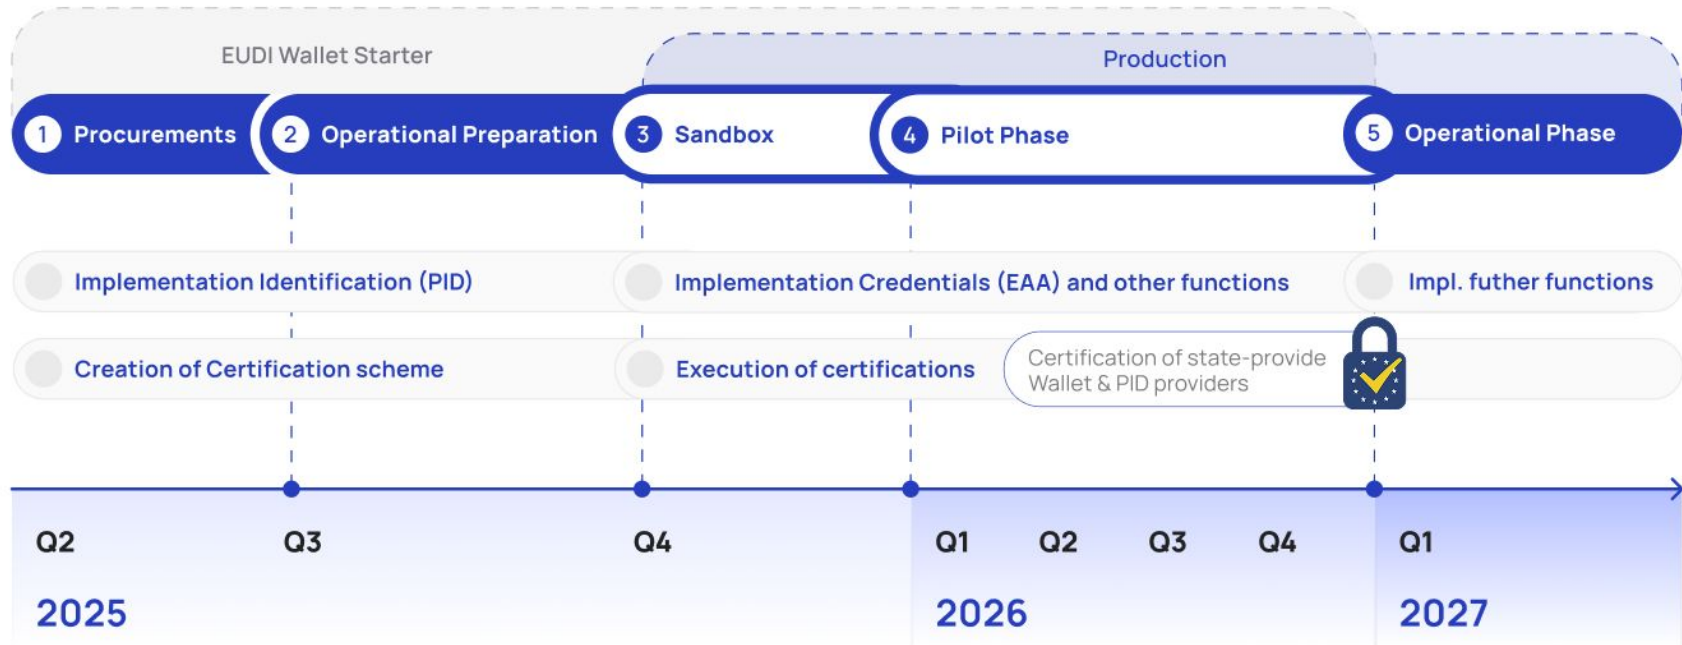 EUDI Wallet Starter
Production
1 Procurements
2 Operational Preparation
3 Sandbox
4 Pilot Phase
5 Operational Phase
Implementation Identification (PID)
Implementation Credentials (EAA) and other functions
Impl. futher functions
Creation of Certification scheme
Execution of certifications
Certification of state-provide
Wallet & PID providers
Q2
Q3
Q4
Q1
Q2
Q3
Q4
Q1
2025
2026
2027